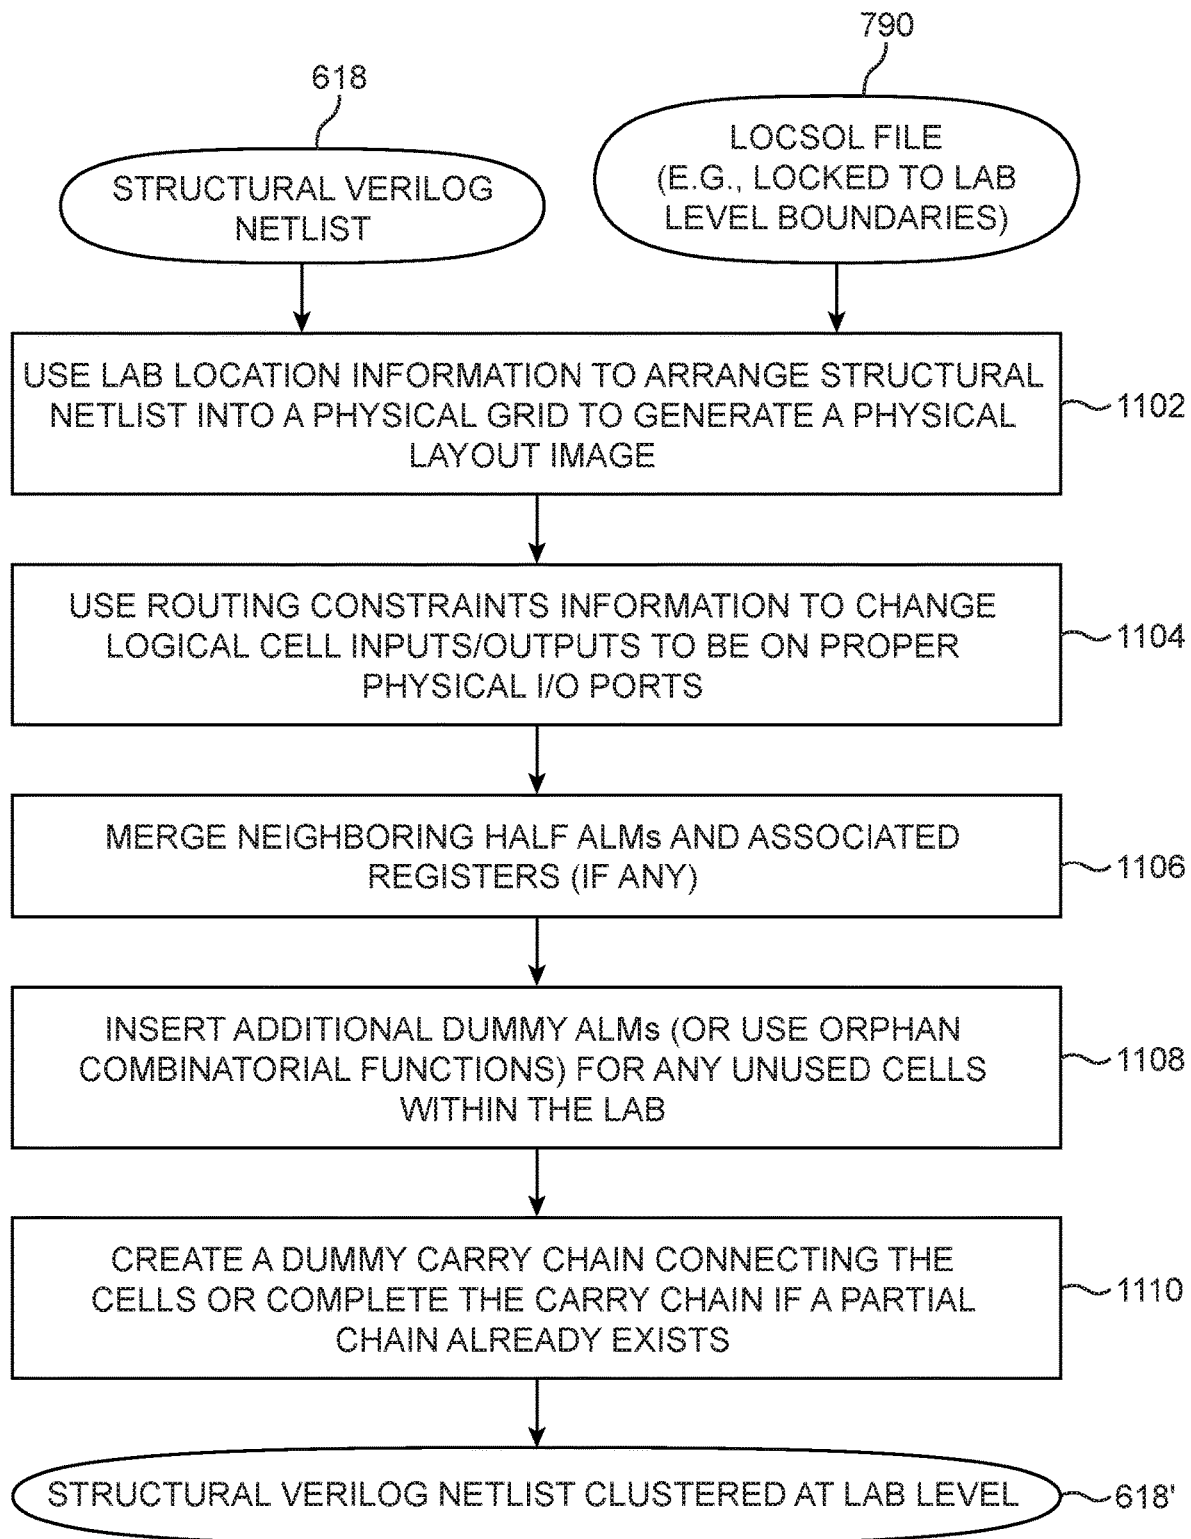 790
618
LOCSOL FILE
(E.G., LOCKED TO LAB
LEVEL BOUNDARIES)
STRUCTURAL VERILOG
NETLIST
USE LAB LOCATION INFORMATION TO ARRANGE STRUCTURAL
NETLIST INTO A PHYSICAL GRID TO GENERATE A PHYSICAL
LAYOUT IMAGE
1102
USE ROUTING CONSTRAINTS INFORMATION TO CHANGE
LOGICAL CELL INPUTS/OUTPUTS TO BE ON PROPER
PHYSICAL I/O PORTS
1104
MERGE NEIGHBORING HALF ALMs AND ASSOCIATED
REGISTERS (IF ANY)
1106
INSERT ADDITIONAL DUMMY ALMs (OR USE ORPHAN
COMBINATORIAL FUNCTIONS) FOR ANY UNUSED CELLS
WITHIN THE LAB
1108
CREATE A DUMMY CARRY CHAIN CONNECTING THE
CELLS OR COMPLETE THE CARRY CHAIN IF A PARTIAL
CHAIN ALREADY EXISTS
1110
STRUCTURAL VERILOG NETLIST CLUSTERED AT LAB LEVEL
618'